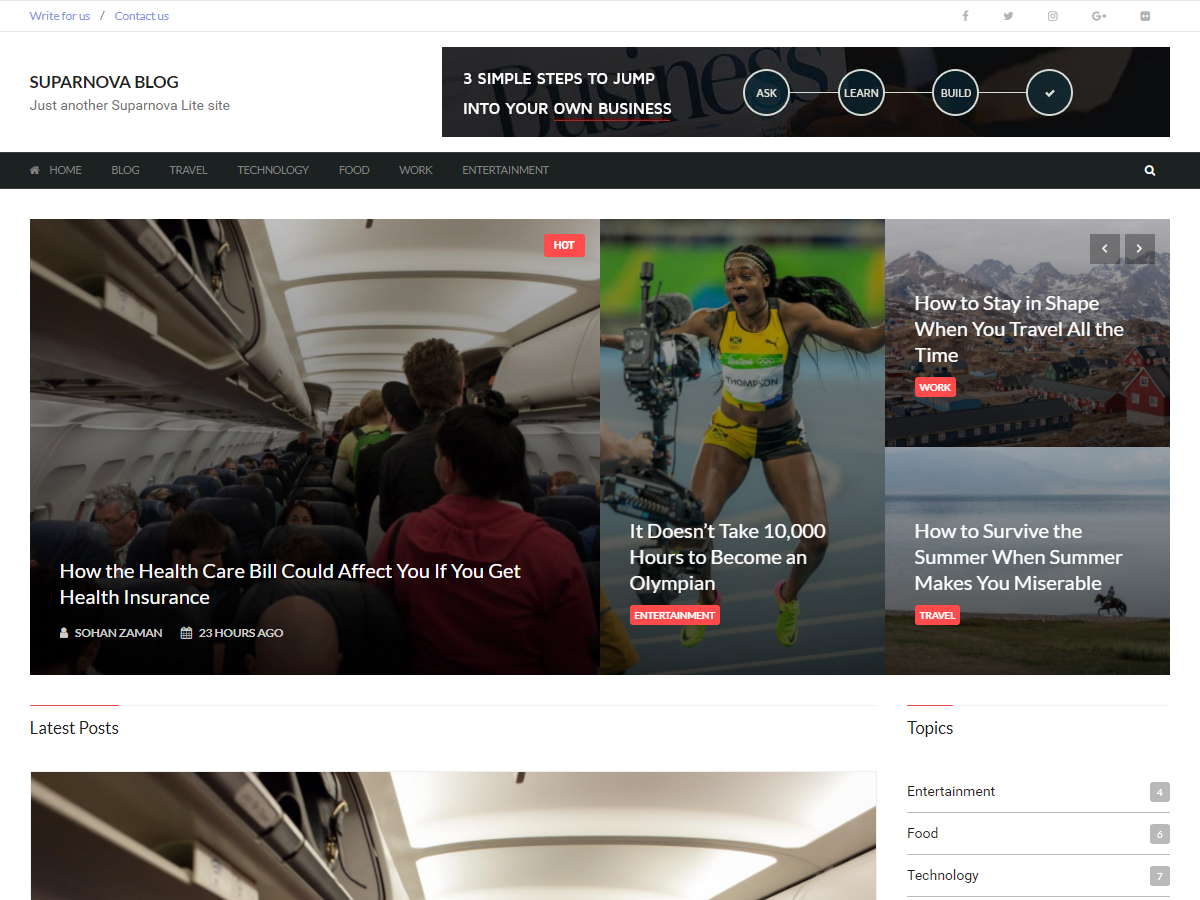 Write for us / Contact us
SUPARNOVA BLOG
Just another Suparnova Lite site
3 SIMPLE STEPS TO JUMP
INTO YOUR OWN BUSINESS
Business
ASK
LEARN
BUILD
HOME BLOG TRAVEL TECHNOLOGY FOOD WORK ENTERTAINMENT
HOT
How the Health Care Bill Could Affect You If You Get
Health Insurance
SOHAN ZAMAN 23 HOURS AGO
THOMPSON
It Doesn’t Take 10,000
Hours to Become an
Olympian
ENTERTAINMENT
How to Stay in Shape
When You Travel All the
Time
WORK
How to Survive the
Summer When Summer
Makes You Miserable
TRAVEL
Latest Posts
Topics
Entertainment 4
Food 6
Technology 7